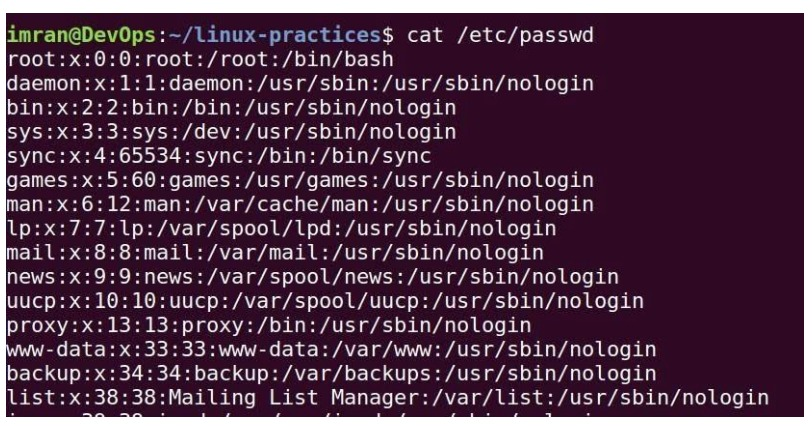 imran@DevOps:~/linux-practices$ cat /etc/passwd
root:x:0:0:root:/root:/bin/bash
daemon:x:1:1:daemon:/usr/sbin:/usr/sbin/nologin
bin:x:2:2:bin:/bin:/usr/sbin/nologin
sys:x:3:3:sys:/dev:/usr/sbin/nologin
sync:x:4:65534:sync:/bin:/bin/sync
games:x:5:60:games:/usr/games:/usr/sbin/nologin
man:x:6:12:man:/var/cache/man:/usr/sbin/nologin
lp:x:7:7:lp:/var/spool/lpd:/usr/sbin/nologin
mail:x:8:8:mail:/var/mail:/usr/sbin/nologin
news:x:9:9:news:/var/spool/news:/usr/sbin/nologin
uucp:x:10:10:uucp:/var/spool/uucp:/usr/sbin/nologin
proxy:x:13:13:proxy:/bin:/usr/sbin/nologin
www-data:x:33:33:www-data:/var/www:/usr/sbin/nologin
backup:x:34:34:backup:/var/backups:/usr/sbin/nologin
list:x:38:38:Mailing List Manager:/var/list:/usr/sbin/nologin